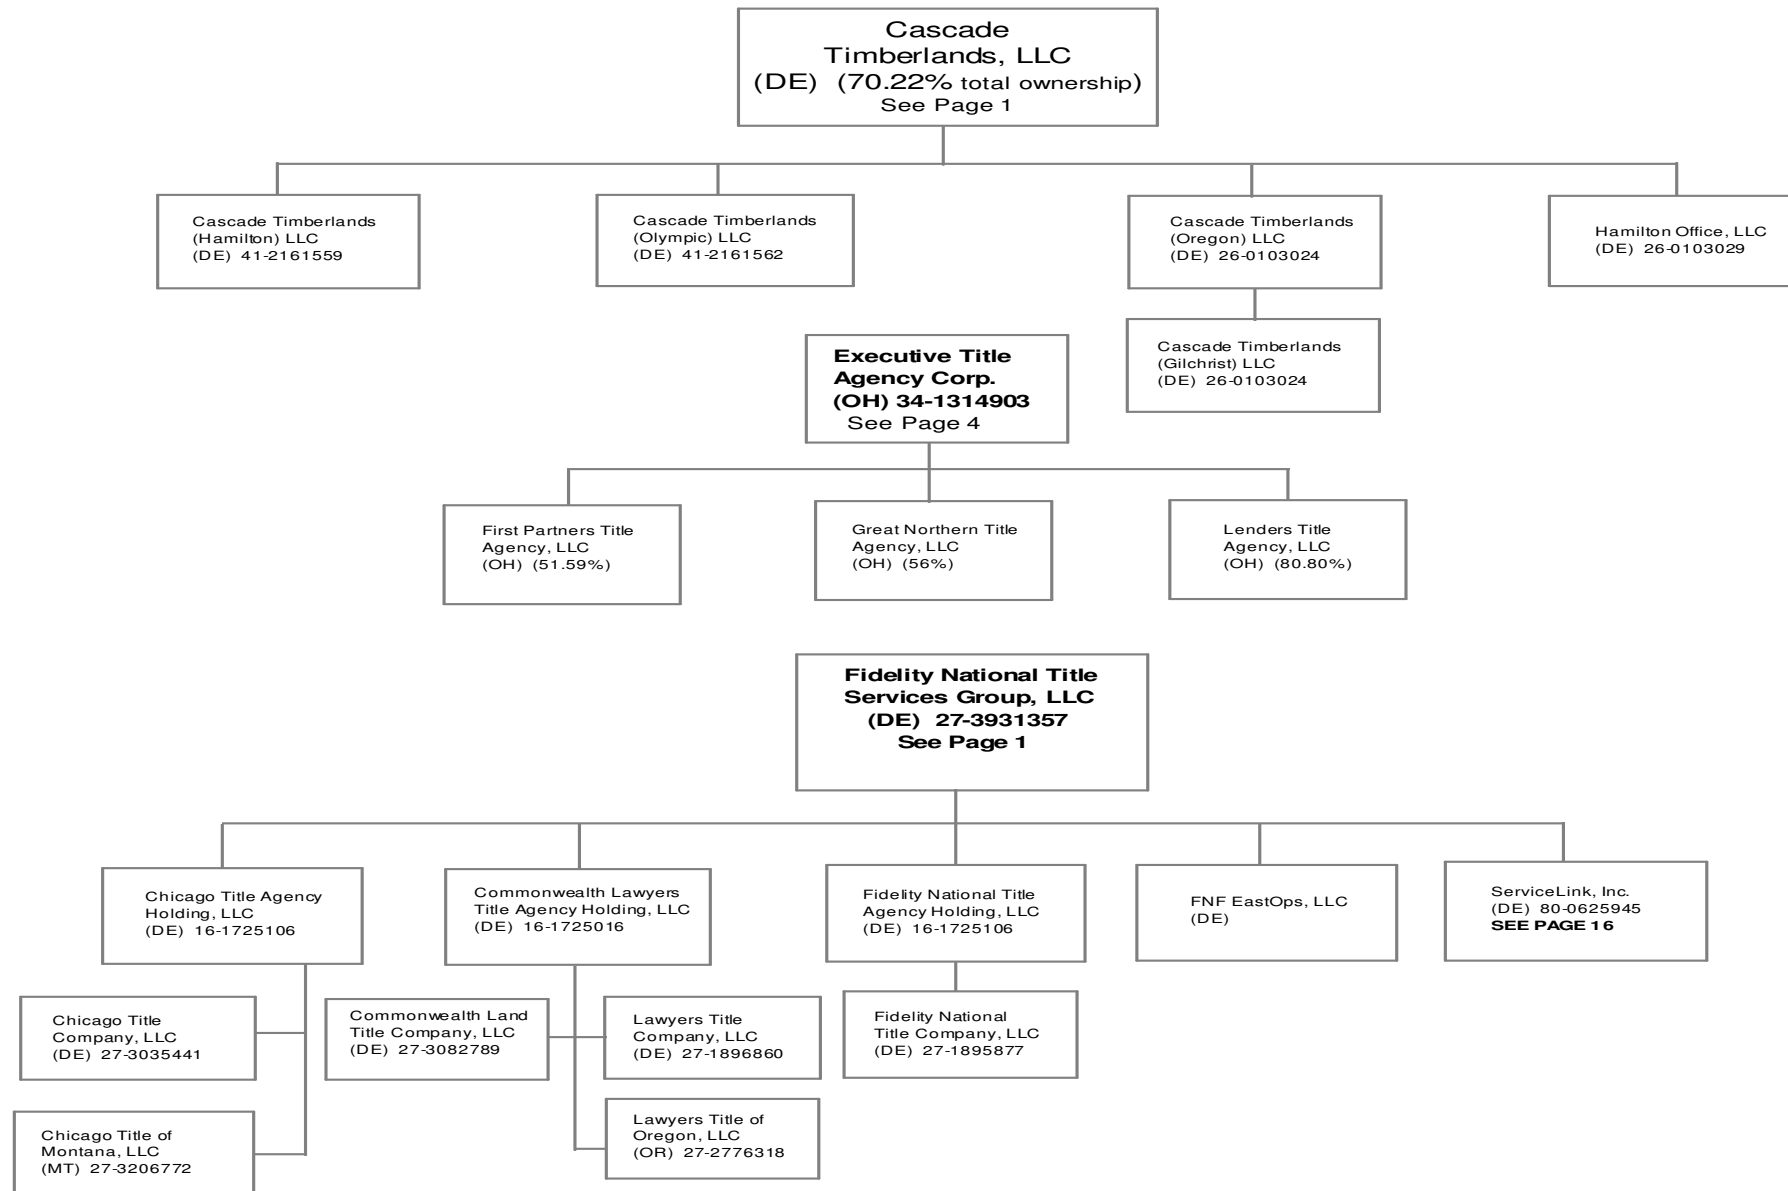 Cascade
Timberlands, LLC
(DE) (70.22% total ownership)
See Page 1
Cascade Timberlands
(Hamilton) LLC
(DE) 41-2161559
Cascade Timberlands
(Olympic) LLC
(DE) 41-2161562
Cascade Timberlands
(Oregon) LLC
(DE) 26-0103024
Hamilton Office, LLC
(DE) 26-0103029
Cascade Timberlands
(Gilchrist) LLC
(DE) 26-0103024
Executive Title
Agency Corp.
(OH) 34-1314903
See Page 4
First Partners Title
Agency, LLC
(OH) (51.59%)
Great Northern Title
Agency, LLC
(OH) (56%)
Lenders Title
Agency, LLC
(OH) (80.80%)
Fidelity National Title
Services Group, LLC
(DE) 27-3931357
See Page 1
Chicago Title Agency
Holding, LLC
(DE) 16-1725106
Commonwealth Lawyers
Title Agency Holding, LLC
(DE) 16-1725016
Fidelity National Title
Agency Holding, LLC
(DE) 16-1725106
FNF EastOps, LLC
(DE)
ServiceLink, Inc.
(DE) 80-0625945
SEE PAGE 16
Chicago Title
Company, LLC
(DE) 27-3035441
Commonwealth Land
Title Company, LLC
(DE) 27-3082789
Lawyers Title
Company, LLC
(DE) 27-1896860
Fidelity National
Title Company, LLC
(DE) 27-1895877
Chicago Title of
Montana, LLC
(MT) 27-3206772
Lawyers Title of
Oregon, LLC
(OR) 27-2776318